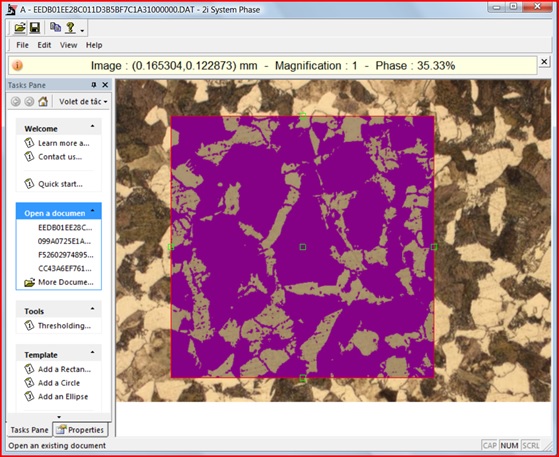 A - EEDB01EE28C011D3B5BF7C1A31000000.DAT - 2i System Phase
File Edit View Help
Image : (0.165304,0.122873) mm - Magnification : 1 - Phase : 35.33%
Tasks Pane
Volet de tâc
Welcome
Learn more a...
Contact us...
Quick start...
Open a documen
EEDB01EE28C...
099A0725E1A...
F52602974895...
CC43A6EF761...
More Docume...
Tools
Thresholding...
Template
Add a Rectan...
Add a Circle
Add an Ellipse
Tasks Pane Properties
Open an existing document
CAP NUM SCRL